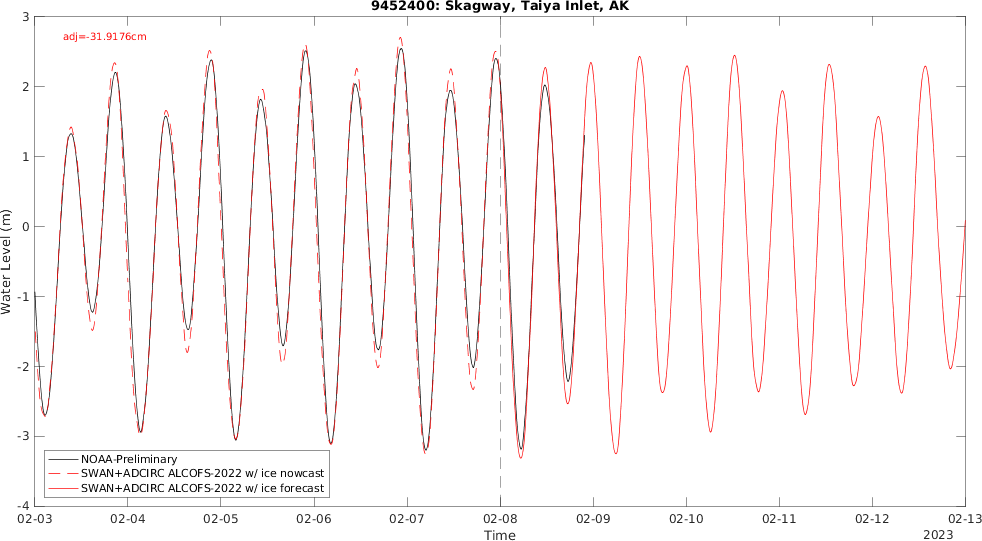 9452400: Skagway, Taiya Inlet, AK
adj=-31.9176cm
3
2
1
0
-1
-2
-3
-4
Water Level (m)
NOAA-Preliminary
SWAN+ADCIRC ALCOFS-2022 w/ ice nowcast
SWAN+ADCIRC ALCOFS-2022 w/ ice forecast
02-03 02-04 02-05 02-06 02-07 02-08 02-09 02-10 02-11 02-12 02-13
Time
2023